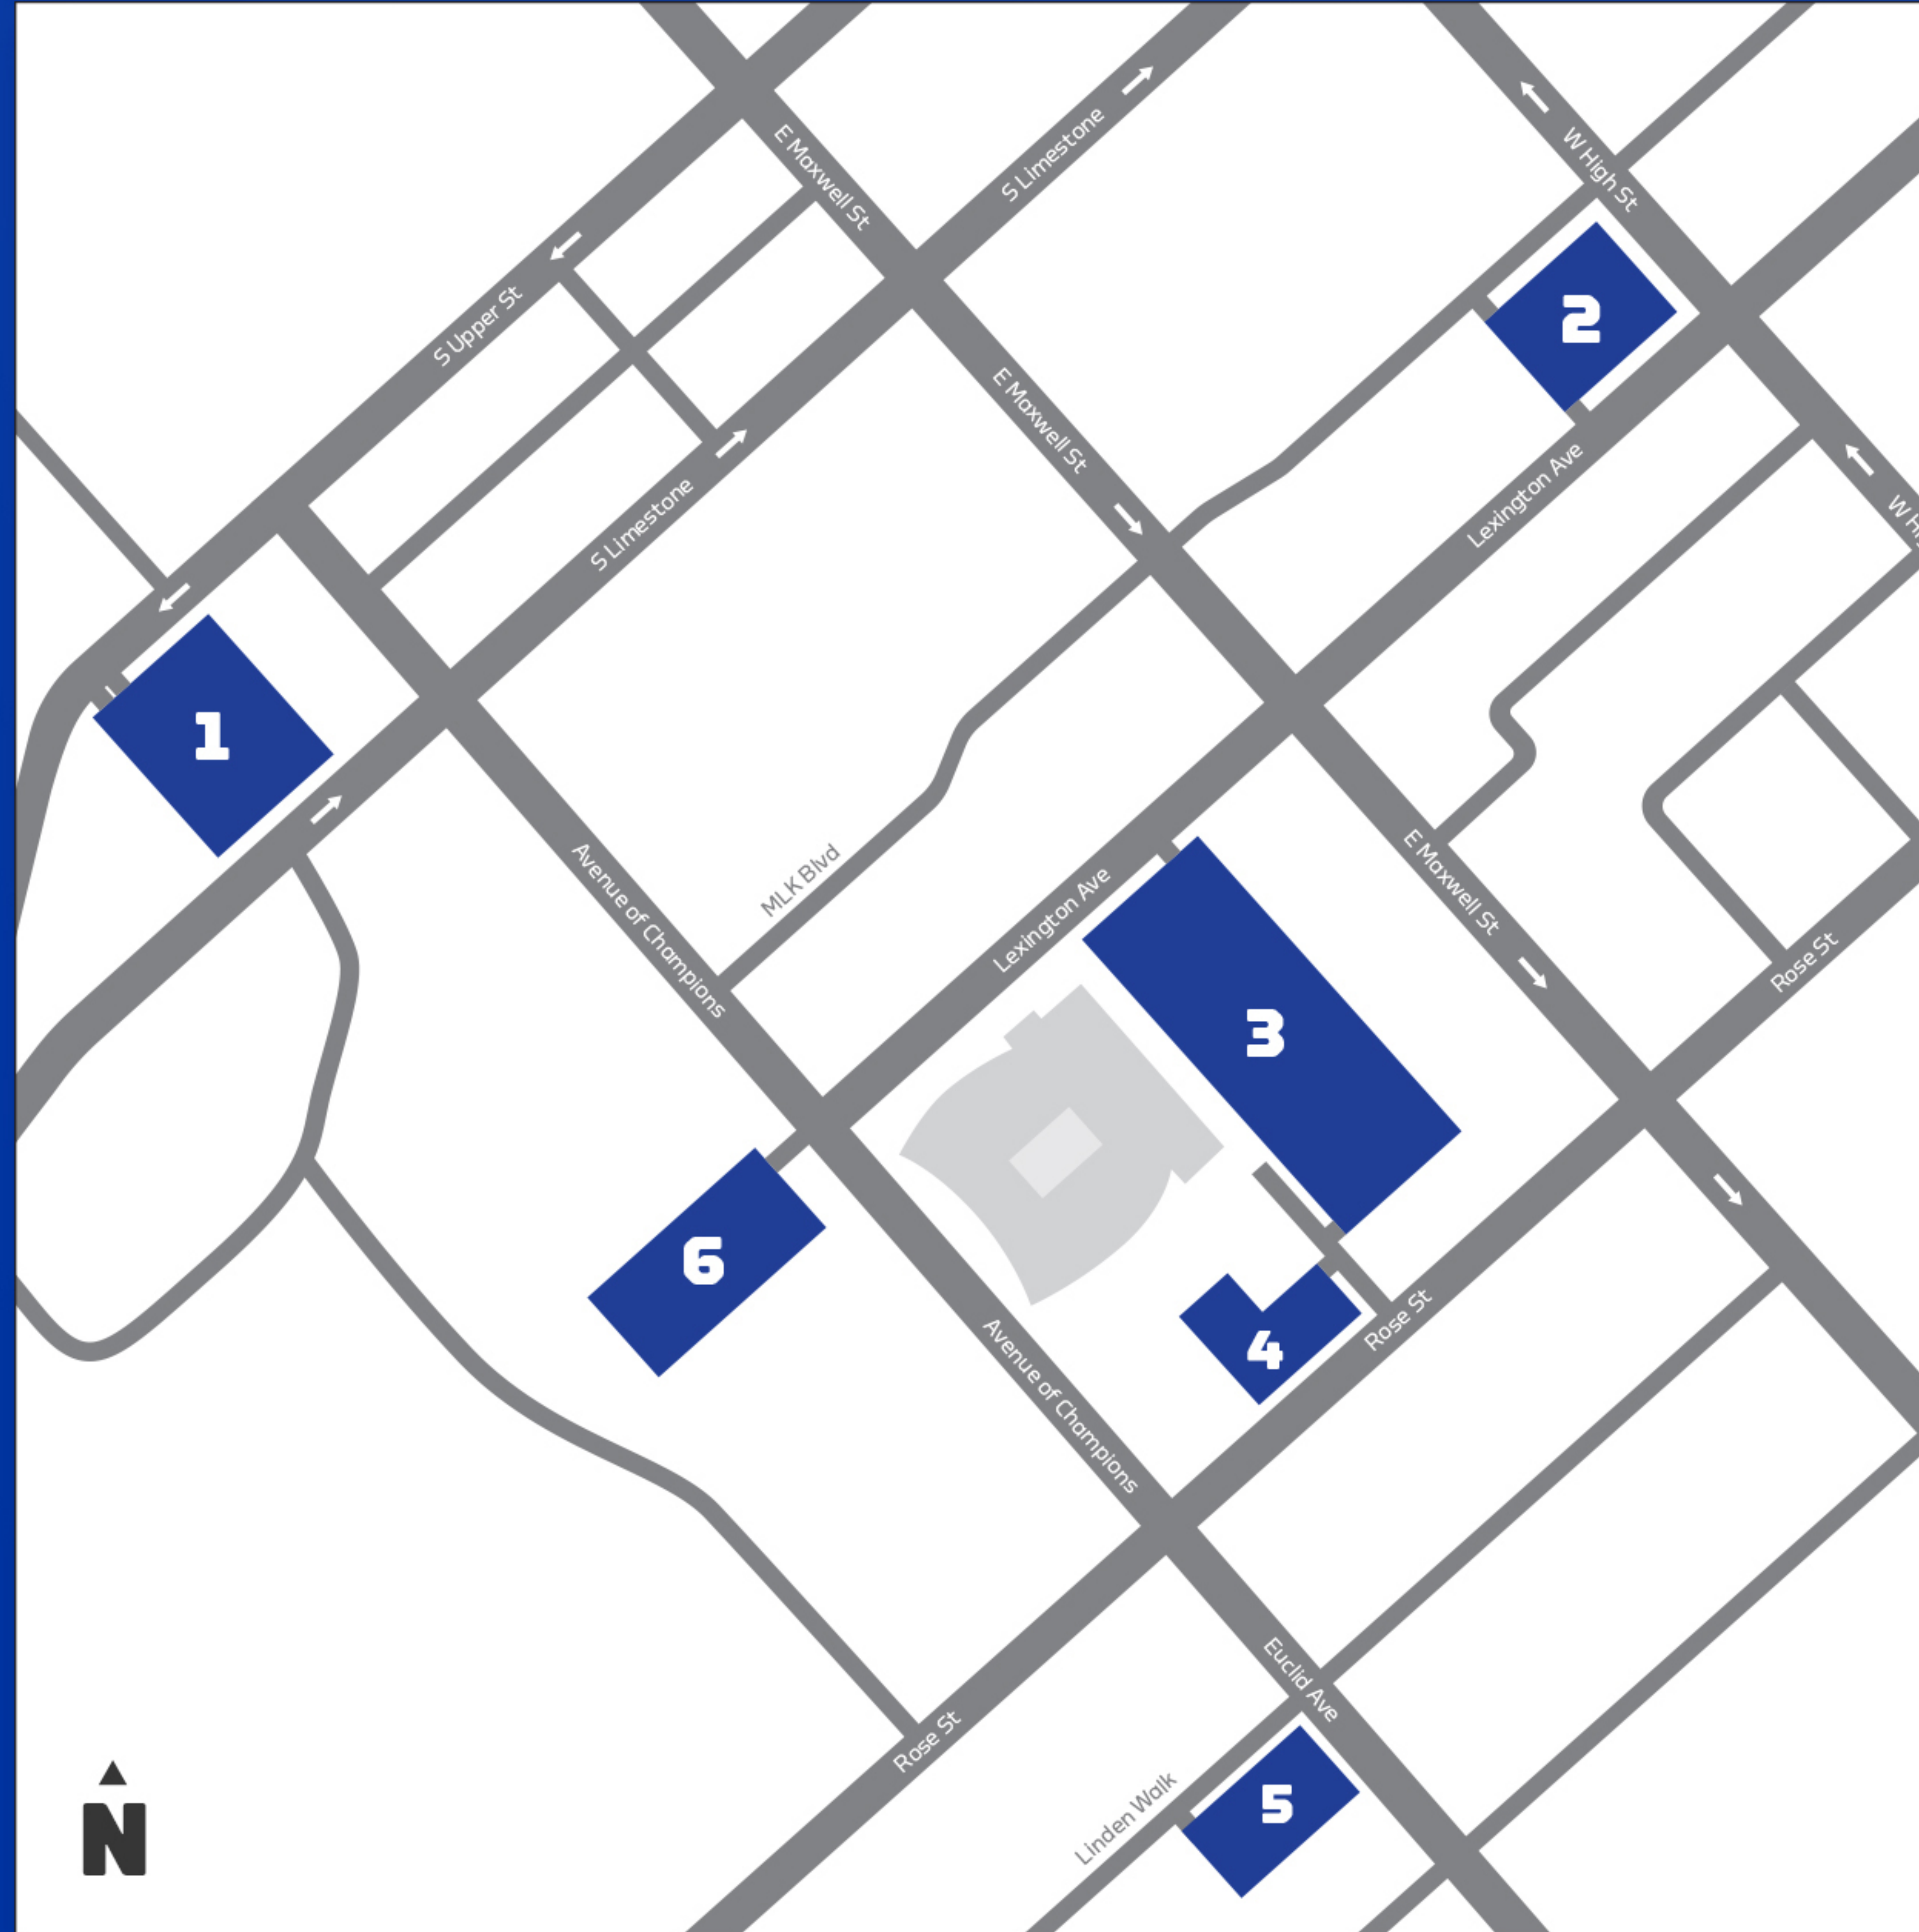 E Maxwell St
S Limestone
W High St
S Upper St
2
E Maxwell St
Lexington Ave
S Limestone
1
MLK Blvd
Avenue of Champions
Lexington Ave
E Maxwell St
Rose St
3
6
4
Rose St
Avenue of Champions
Euclid Ave
Rose St
Linden Walk
5
N